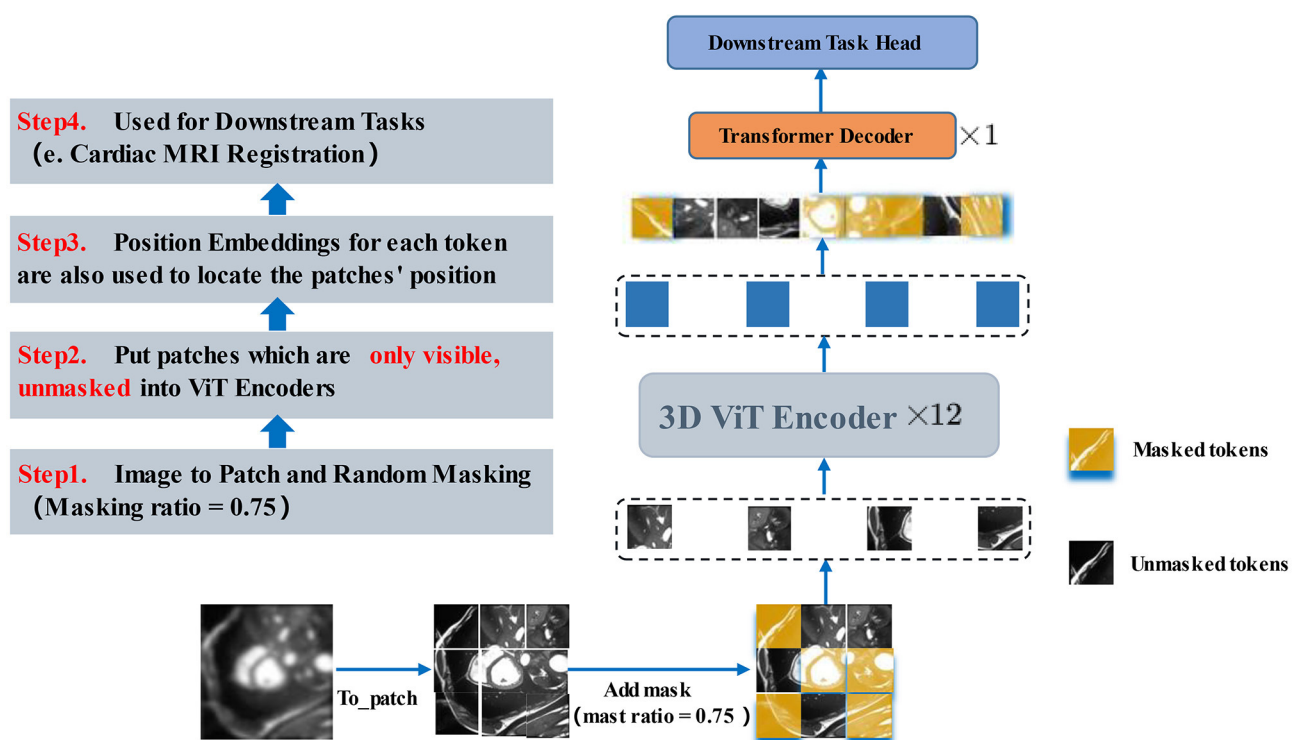 Downstream Task Head
Transformer Decoder ×1
Step4. Used for Downstream Tasks
(e. Cardiac MRI Registration)
Step3. Position Embeddings for each token
are also used to locate the patches' position
Step2. Put patches which are only visible,
unmasked into ViT Encoders
Step1. Image to Patch and Random Masking
(Masking ratio = 0.75)
3D ViT Encoder ×12
Masked tokens
Unmasked tokens
To_patch
Add mask
(mast ratio = 0.75)